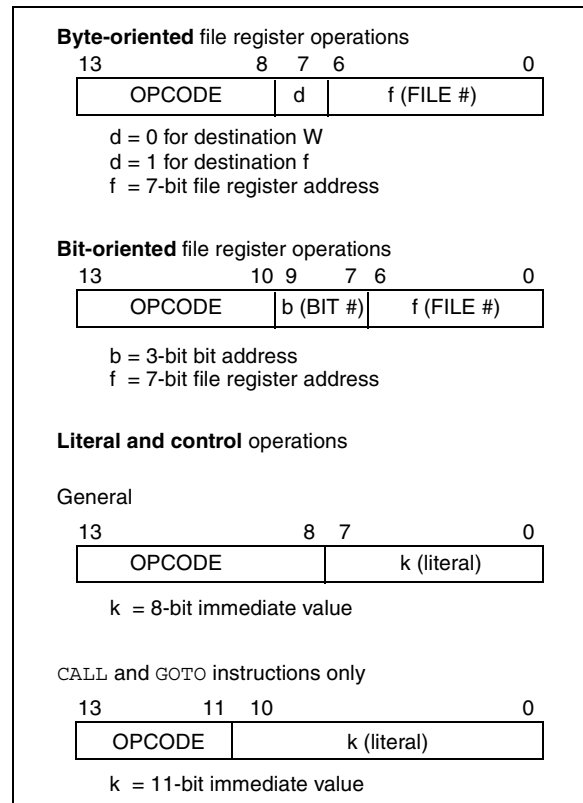 Byte-oriented file register operations
13 8 7 6 0
OPCODE d f (FILE #)
d = 0 for destination W
d = 1 for destination f
f = 7-bit file register address
Bit-oriented file register operations
13 10 9 7 6 0
OPCODE b (BIT #) f (FILE #)
b = 3-bit bit address
f = 7-bit file register address
Literal and control operations
General
13 8 7 0
OPCODE k (literal)
k = 8-bit immediate value
CALL and GOTO instructions only
13 11 10 0
OPCODE k (literal)
k = 11-bit immediate value